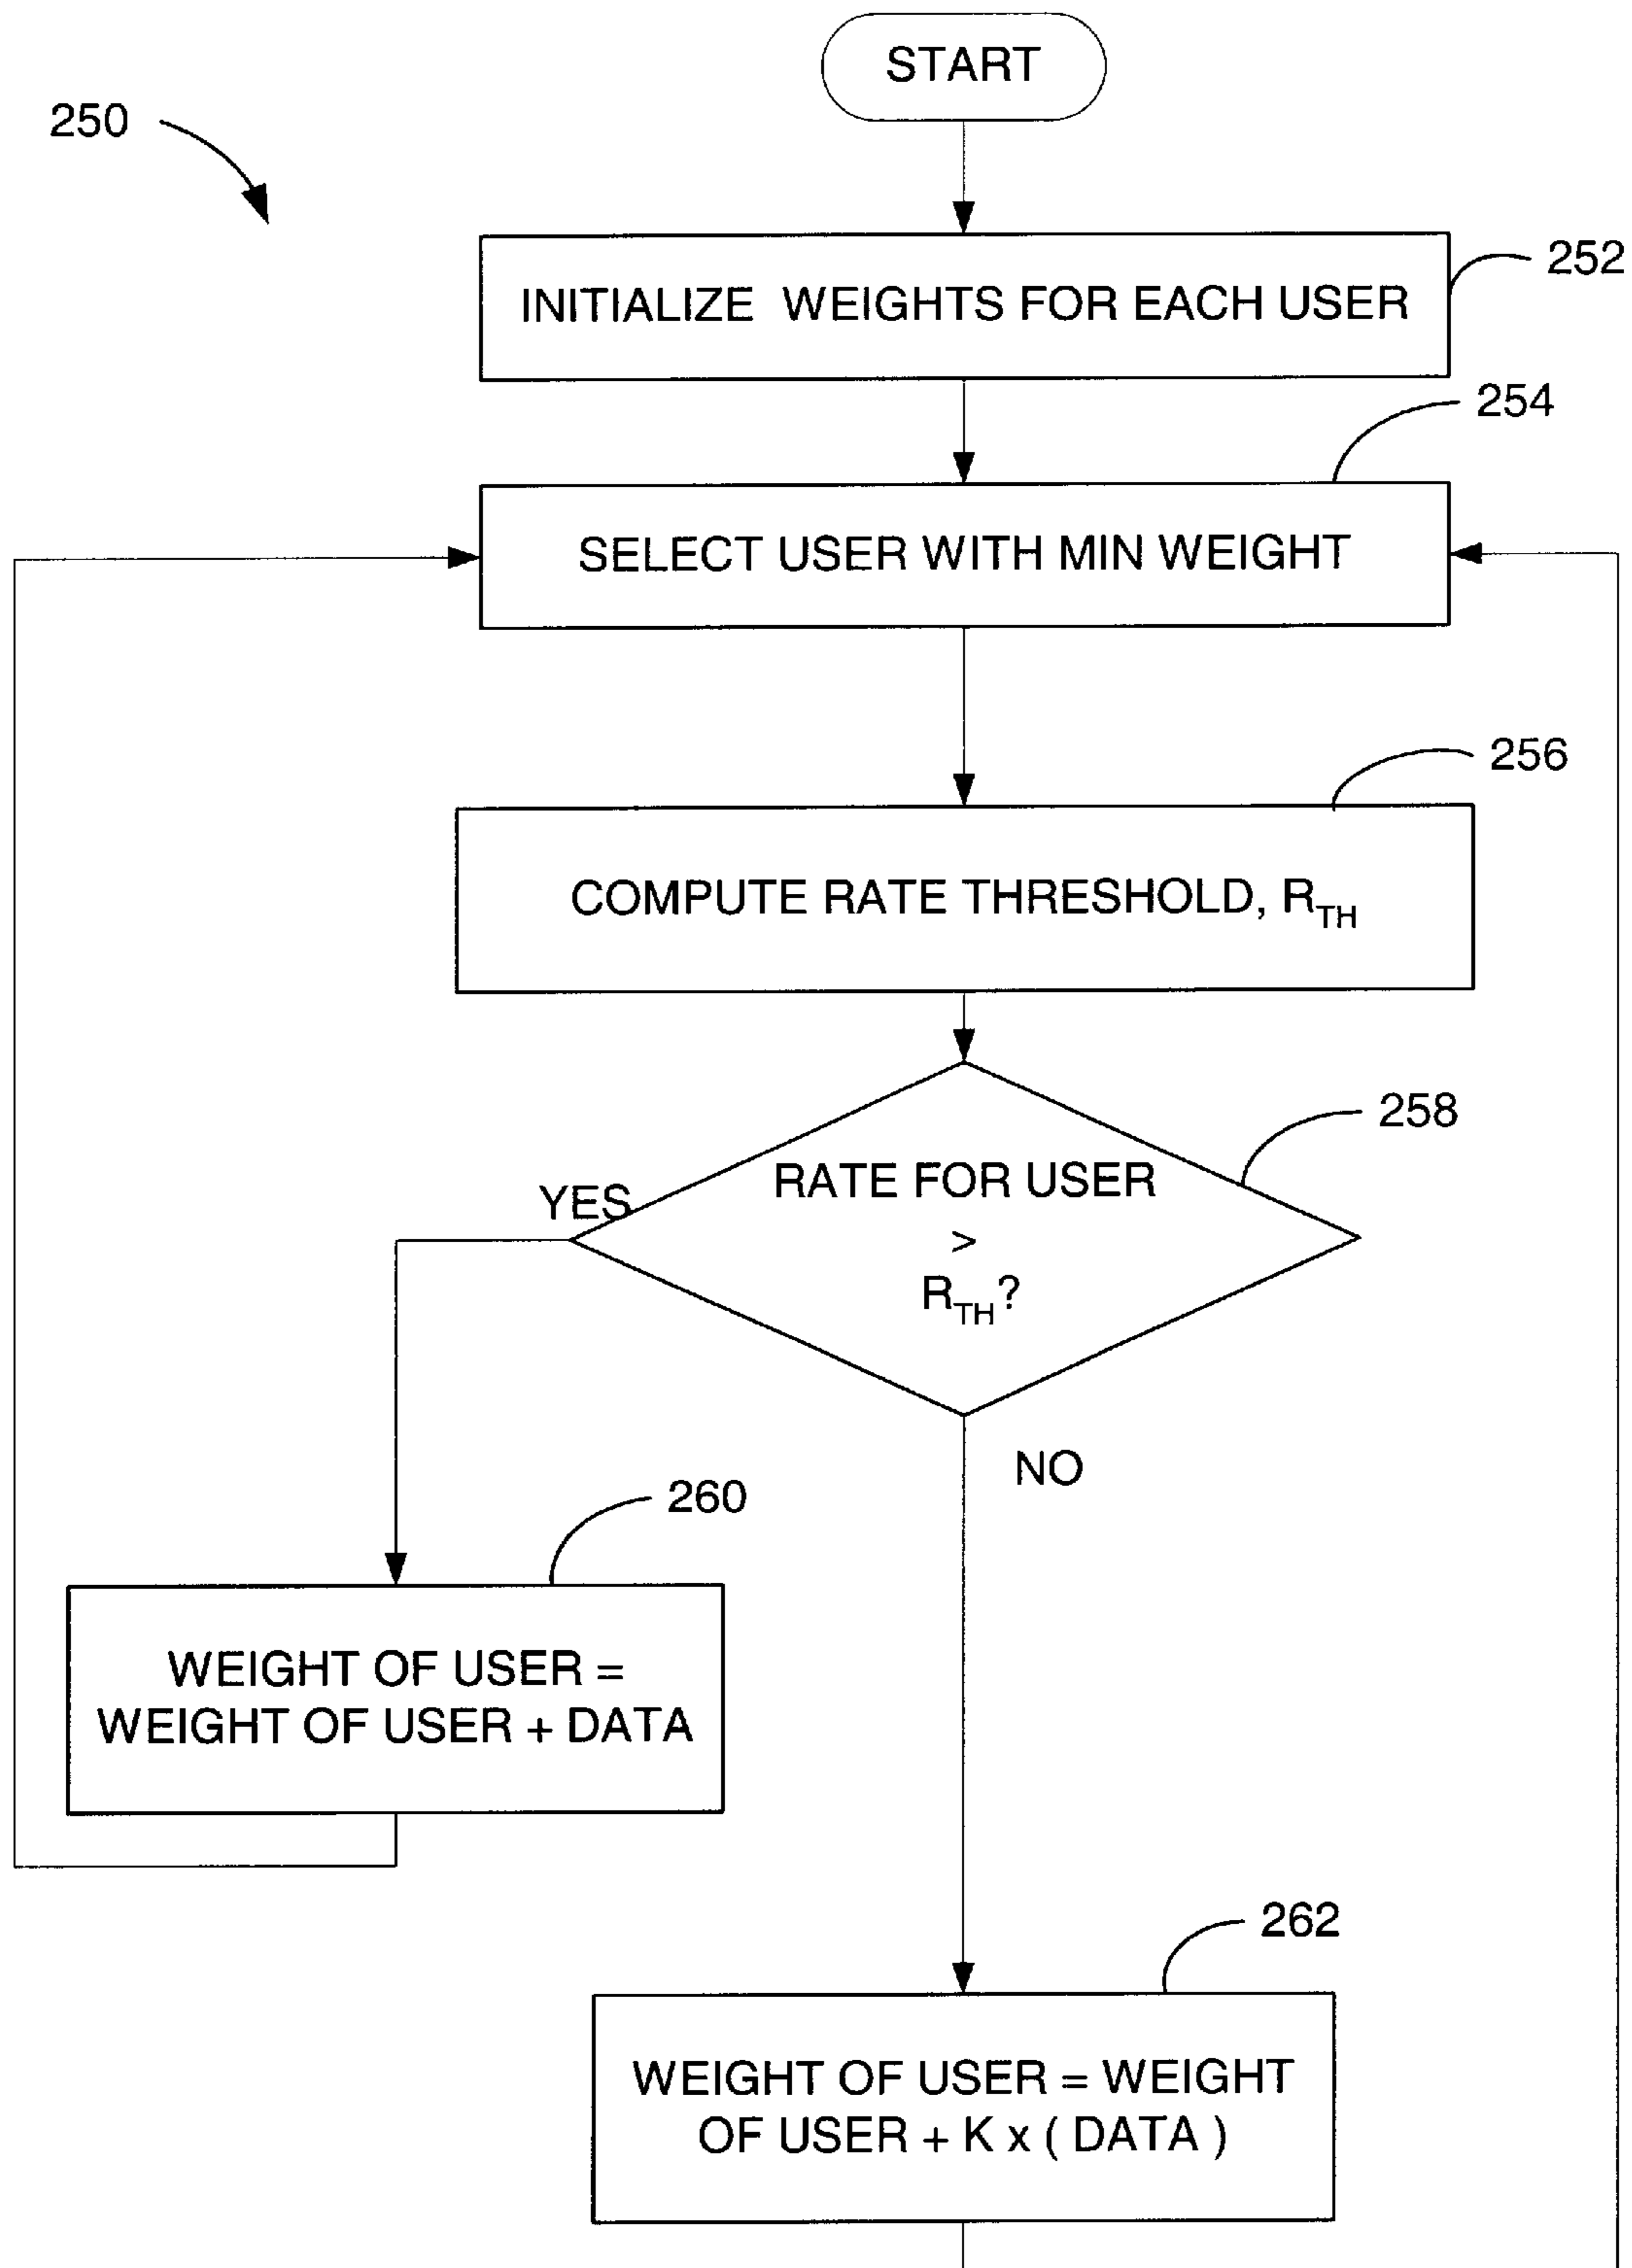 START
250
INITIALIZE WEIGHTS FOR EACH USER
252
254
SELECT USER WITH MIN WEIGHT
256
COMPUTE RATE THRESHOLD, R_TH
258
YES
RATE FOR USER
>
R_TH?
NO
260
WEIGHT OF USER =
WEIGHT OF USER + DATA
262
WEIGHT OF USER = WEIGHT
OF USER + K x ( DATA )